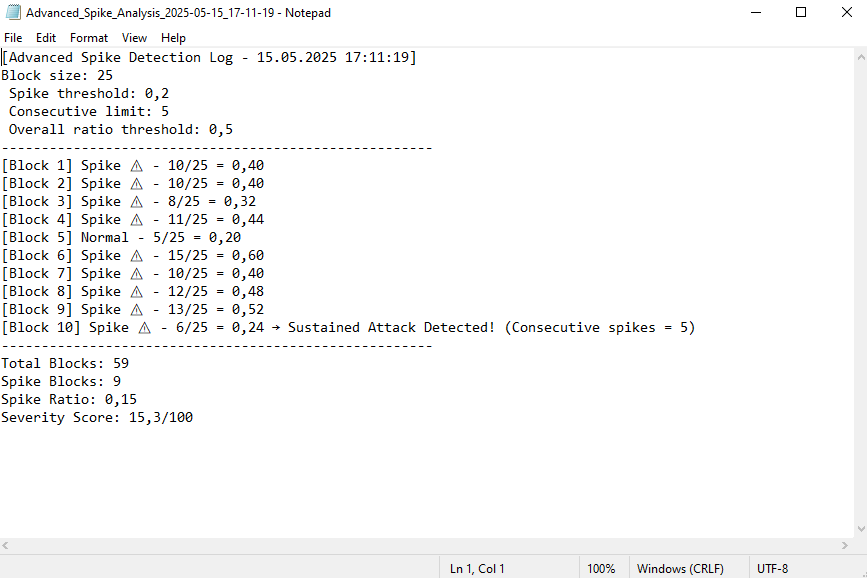 Advanced_Spike_Analysis_2025-05-15_17-11-19 - Notepad
File Edit Format View Help
[Advanced Spike Detection Log - 15.05.2025 17:11:19]
Block size: 25
Spike threshold: 0,2
Consecutive limit: 5
Overall ratio threshold: 0,5
------------------------------------------------------
[Block 1] Spike ⚠ - 10/25 = 0,40
[Block 2] Spike ⚠ - 10/25 = 0,40
[Block 3] Spike ⚠ - 8/25 = 0,32
[Block 4] Spike ⚠ - 11/25 = 0,44
[Block 5] Normal - 5/25 = 0,20
[Block 6] Spike ⚠ - 15/25 = 0,60
[Block 7] Spike ⚠ - 10/25 = 0,40
[Block 8] Spike ⚠ - 12/25 = 0,48
[Block 9] Spike ⚠ - 13/25 = 0,52
[Block 10] Spike ⚠ - 6/25 = 0,24 → Sustained Attack Detected! (Consecutive spikes = 5)
------------------------------------------------------
Total Blocks: 59
Spike Blocks: 9
Spike Ratio: 0,15
Severity Score: 15,3/100
Ln 1, Col 1 100% Windows (CRLF) UTF-8